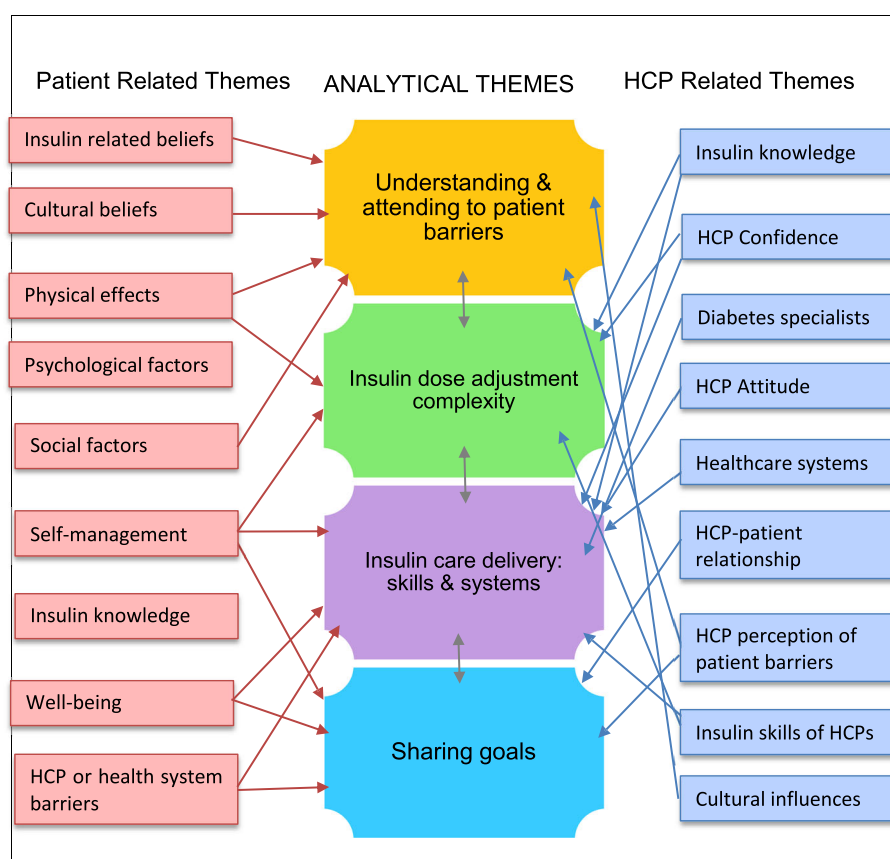 Patient Related Themes
ANALYTICAL THEMES
HCP Related Themes
Insulin related beliefs
Cultural beliefs
Physical effects
Psychological factors
Social factors
Self-management
Insulin knowledge
Well-being
HCP or health system
barriers
Understanding &
attending to patient
barriers
Insulin dose adjustment
complexity
Insulin care delivery:
skills & systems
Sharing goals
Insulin knowledge
HCP Confidence
Diabetes specialists
HCP Attitude
Healthcare systems
HCP-patient
relationship
HCP perception of
patient barriers
Insulin skills of HCPs
Cultural influences